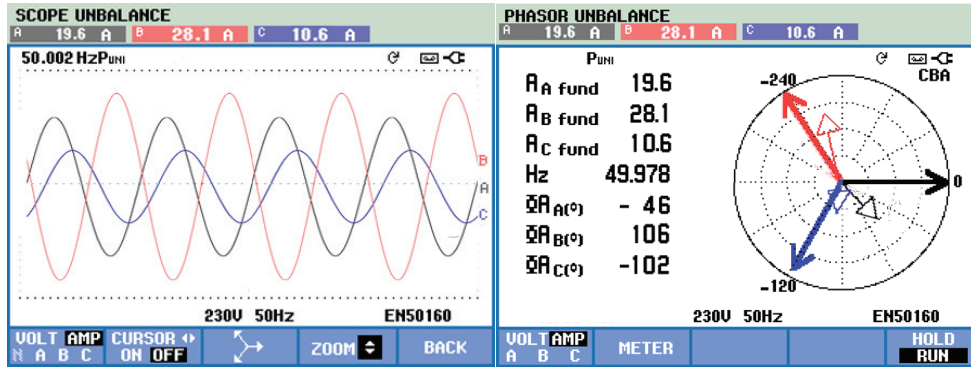 SCOPE UNBALANCE
A 19.6 A B 28.1 A C 10.6 A
50.002 HzPUNI
B
A
C
230V 50Hz EN50160
VOLT AMP CURSOR ZOOM BACK
N A B C ON OFF
PHASOR UNBALANCE
A 19.6 A B 28.1 A C 10.6 A
PUNI
CBA
AA fund 19.6
AB fund 28.1
AC fund 10.6
Hz 49.978
ΦAA(°) - 46
ΦAB(°) 106
ΦAC(°) -102
-240
0
-120
230V 50Hz EN50160
VOLT AMP METER HOLD
A B C RUN